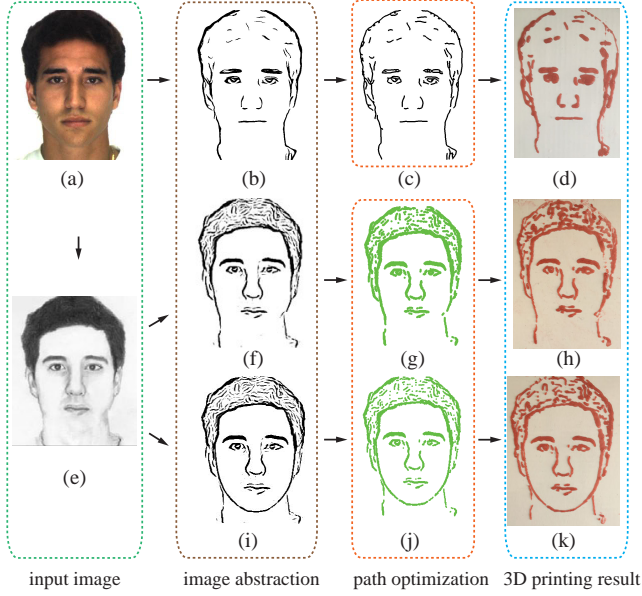 (a)
(b)
(c)
(d)
(e)
(f)
(g)
(h)
(i)
(j)
(k)
input image
image abstraction
path optimization
3D printing result